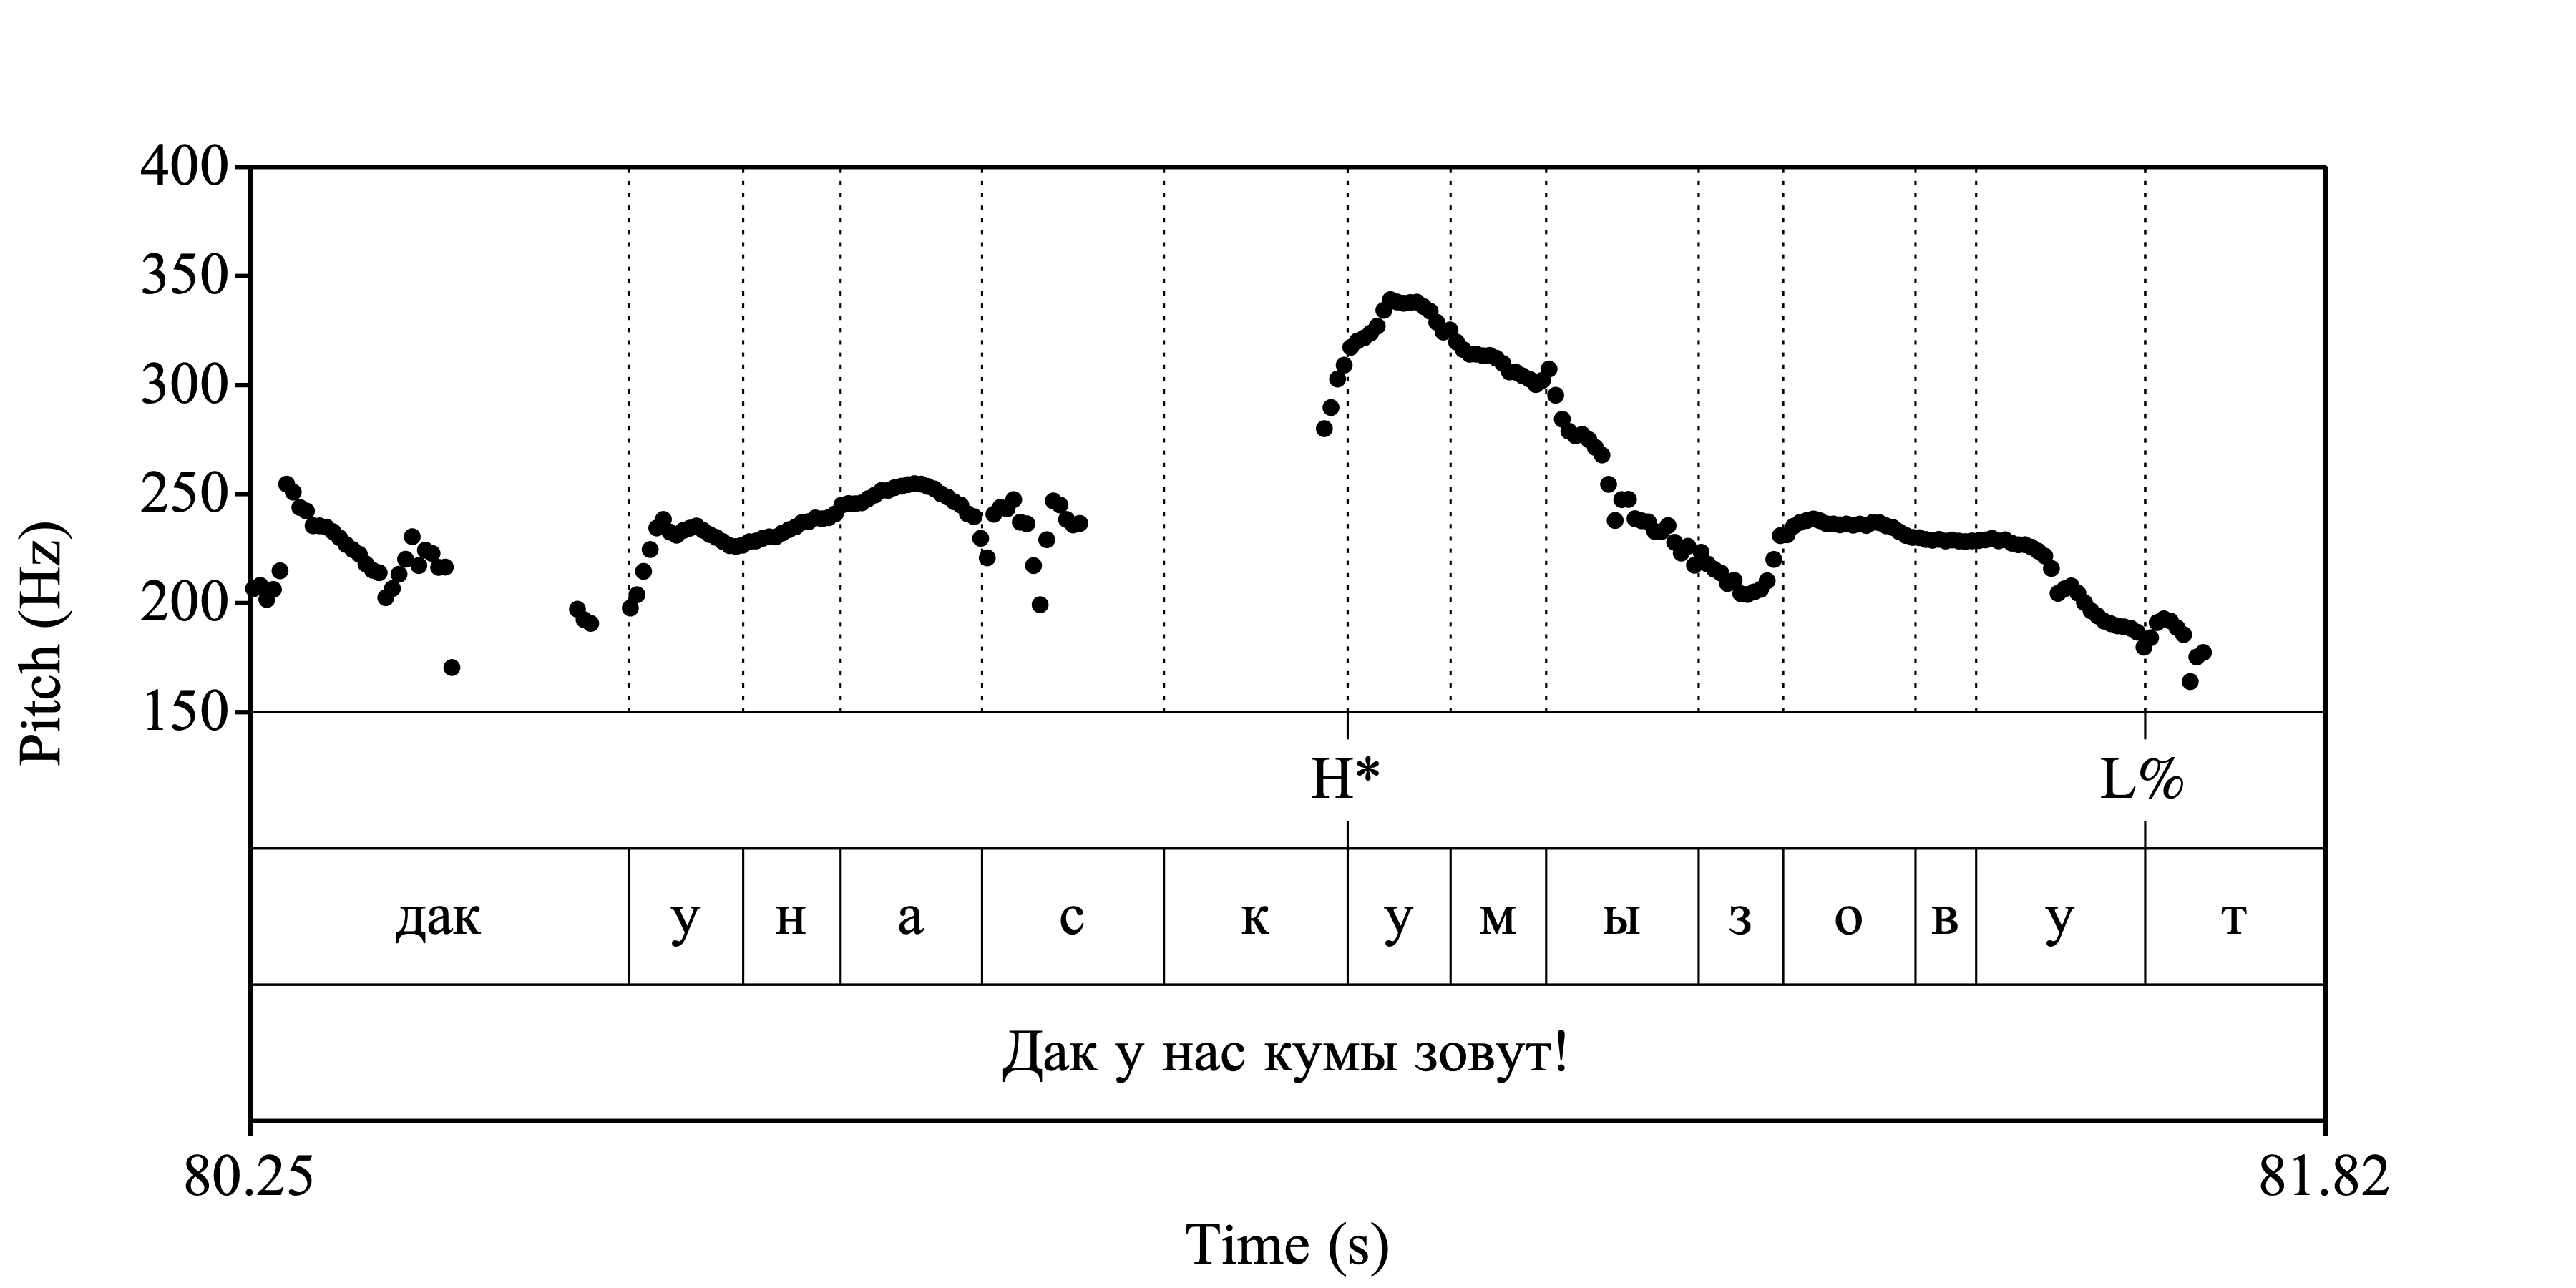 400
350
300
250
200
150
Pitch (Hz)
H* L%
дак у н а с к у м ы з о в у т
Дак у нас кумы зовут!
80.25 81.82
Time (s)